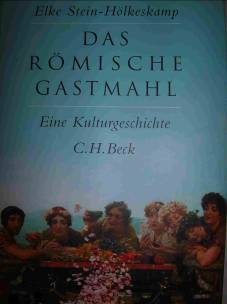 Elke Stein-Hölkeskamp
DAS
RÖMISCHE
GASTMAHL
Eine Kulturgeschichte
C.H.Beck